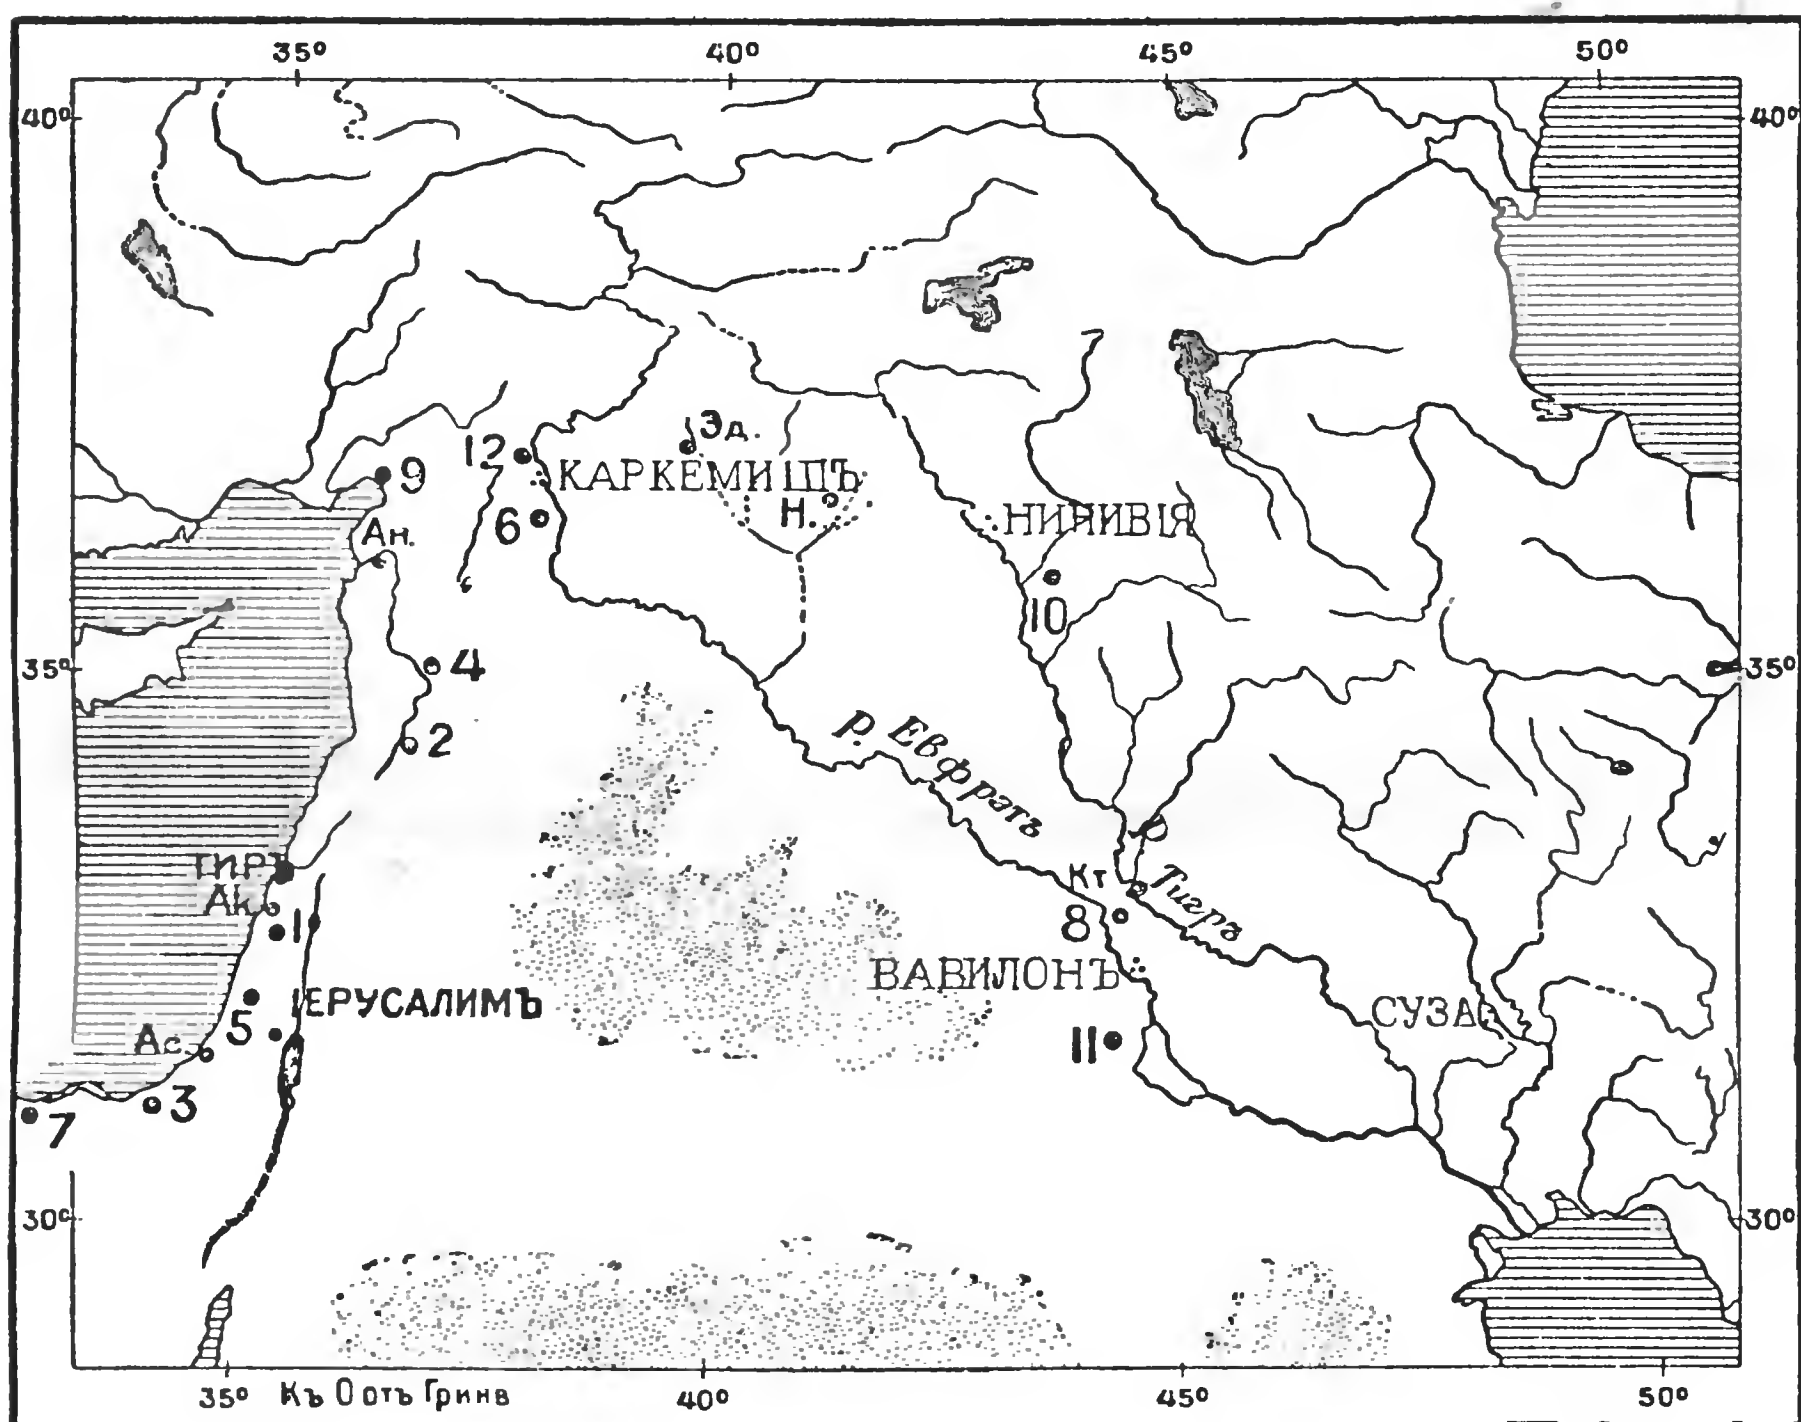 35° 40° 45° 50°
40° 40°
Эд.
12 КАРКЕМИШЪ
9
Н.
6 НИНИВІЯ
Ан.
10
35° 4 35°
2
р. Евфратъ
ТИРЪ
Ак. Кт р. Тигръ
1 8
ВАВИЛОНЪ
ІЕРУСАЛИМЪ СУЗА
5
Ас. 11
3
7
30° 30°
35° Къ О отъ Гринв 40° 45° 50°